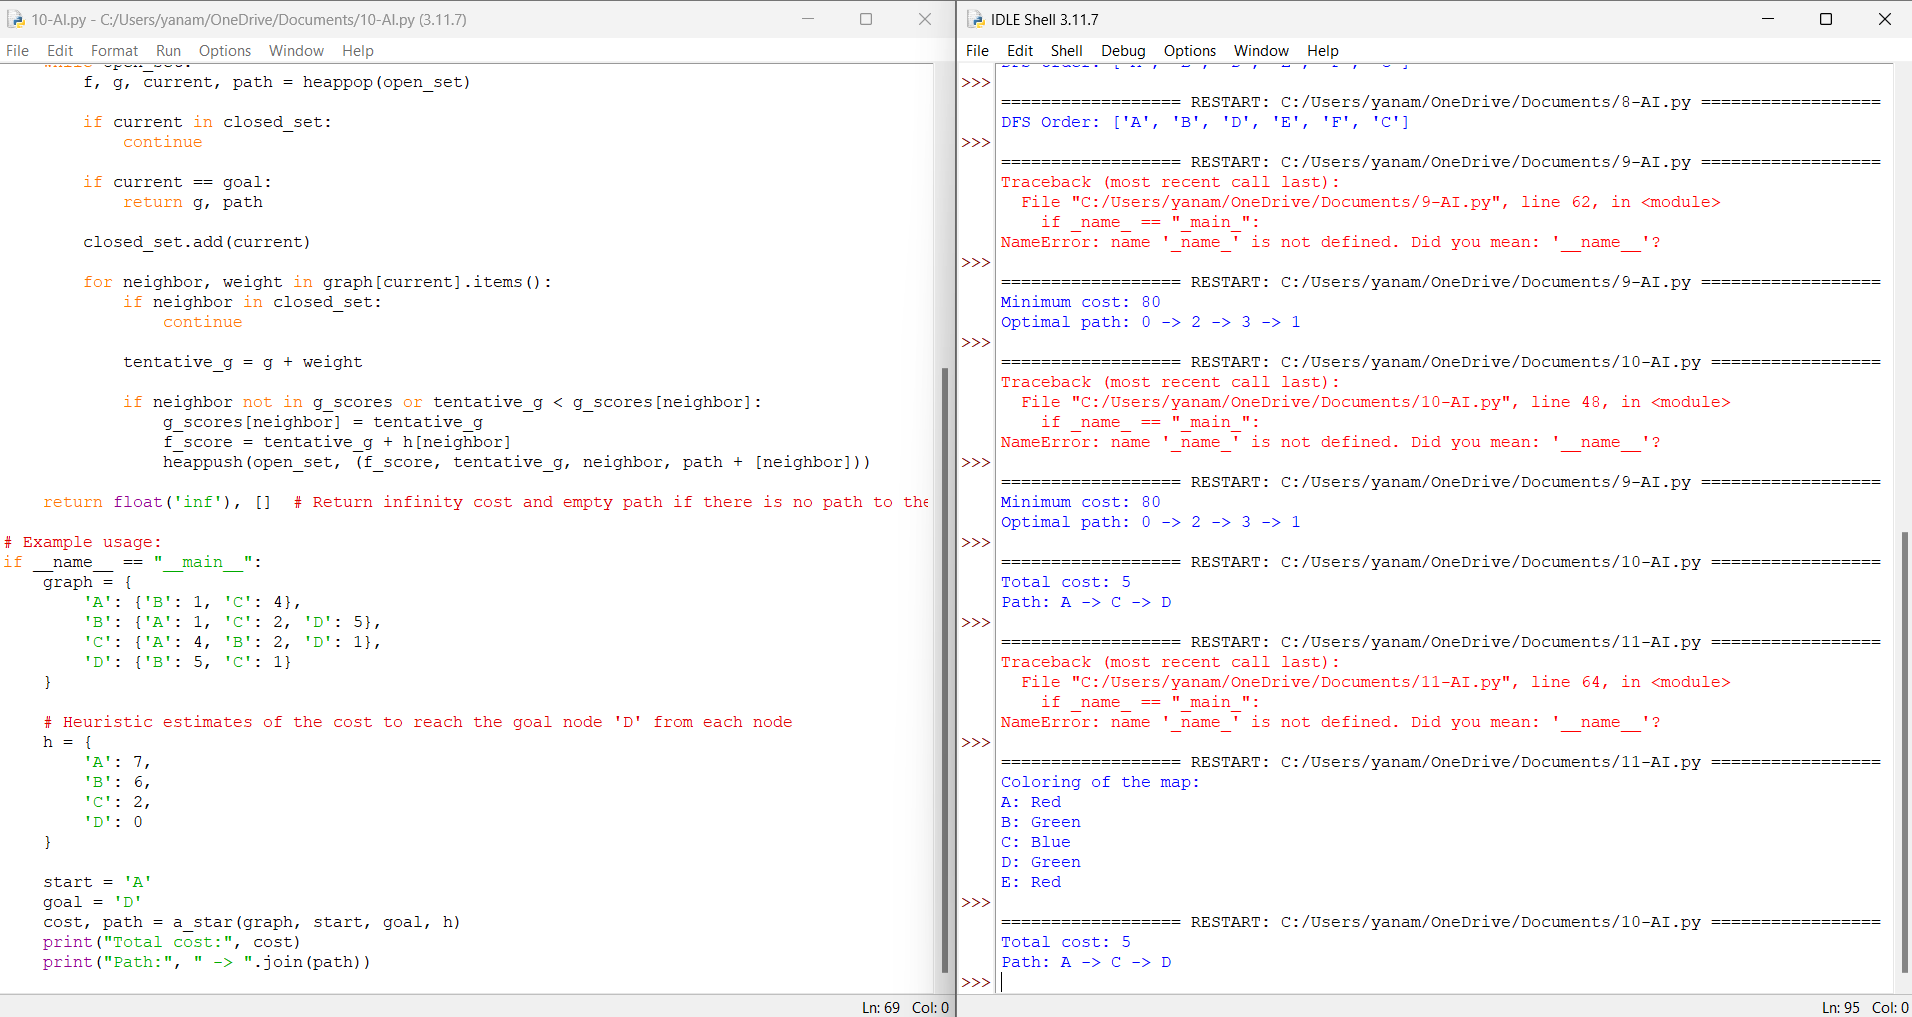 10-AI.py - C:/Users/yanam/OneDrive/Documents/10-AI.py (3.11.7)
File Edit Format Run Options Window Help
while open_set:
        f, g, current, path = heappop(open_set)
        if current in closed_set:
            continue
        if current == goal:
            return g, path
        closed_set.add(current)
        for neighbor, weight in graph[current].items():
            if neighbor in closed_set:
                continue
            tentative_g = g + weight
            if neighbor not in g_scores or tentative_g < g_scores[neighbor]:
                g_scores[neighbor] = tentative_g
                f_score = tentative_g + h[neighbor]
                heappush(open_set, (f_score, tentative_g, neighbor, path + [neighbor]))
    return float('inf'), []  # Return infinity cost and empty path if there is no path to the
# Example usage:
if __name__ == "__main__":
    graph = {
        'A': {'B': 1, 'C': 4},
        'B': {'A': 1, 'C': 2, 'D': 5},
        'C': {'A': 4, 'B': 2, 'D': 1},
        'D': {'B': 5, 'C': 1}
    }
    # Heuristic estimates of the cost to reach the goal node 'D' from each node
    h = {
        'A': 7,
        'B': 6,
        'C': 2,
        'D': 0
    }
    start = 'A'
    goal = 'D'
    cost, path = a_star(graph, start, goal, h)
    print("Total cost:", cost)
    print("Path:", " -> ".join(path))
Ln: 69 Col: 0
IDLE Shell 3.11.7
File Edit Shell Debug Options Window Help
DFS Order: ['A', 'B', 'D', 'E', 'F', 'C']
>>>
================== RESTART: C:/Users/yanam/OneDrive/Documents/8-AI.py ==================
DFS Order: ['A', 'B', 'D', 'E', 'F', 'C']
>>>
================== RESTART: C:/Users/yanam/OneDrive/Documents/9-AI.py ==================
Traceback (most recent call last):
  File "C:/Users/yanam/OneDrive/Documents/9-AI.py", line 62, in <module>
    if _name_ == "_main_":
NameError: name '_name_' is not defined. Did you mean: '__name__'?
>>>
================== RESTART: C:/Users/yanam/OneDrive/Documents/9-AI.py ==================
Minimum cost: 80
Optimal path: 0 -> 2 -> 3 -> 1
>>>
================== RESTART: C:/Users/yanam/OneDrive/Documents/10-AI.py =================
Traceback (most recent call last):
  File "C:/Users/yanam/OneDrive/Documents/10-AI.py", line 48, in <module>
    if _name_ == "_main_":
NameError: name '_name_' is not defined. Did you mean: '__name__'?
>>>
================== RESTART: C:/Users/yanam/OneDrive/Documents/9-AI.py ==================
Minimum cost: 80
Optimal path: 0 -> 2 -> 3 -> 1
>>>
================== RESTART: C:/Users/yanam/OneDrive/Documents/10-AI.py =================
Total cost: 5
Path: A -> C -> D
>>>
================== RESTART: C:/Users/yanam/OneDrive/Documents/11-AI.py =================
Traceback (most recent call last):
  File "C:/Users/yanam/OneDrive/Documents/11-AI.py", line 64, in <module>
    if _name_ == "_main_":
NameError: name '_name_' is not defined. Did you mean: '__name__'?
>>>
================== RESTART: C:/Users/yanam/OneDrive/Documents/11-AI.py =================
Coloring of the map:
A: Red
B: Green
C: Blue
D: Green
E: Red
>>>
================== RESTART: C:/Users/yanam/OneDrive/Documents/10-AI.py =================
Total cost: 5
Path: A -> C -> D
>>>
Ln: 95 Col: 0